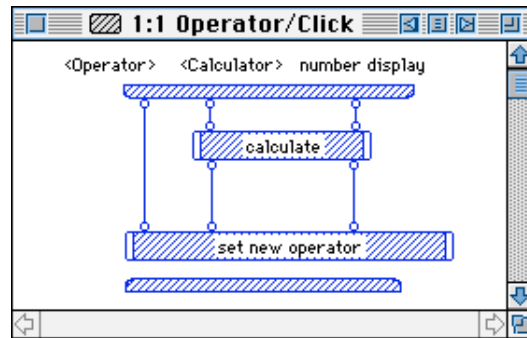 1:1 Operator/Click
<Operator> <Calculator> number display
calculate
set new operator